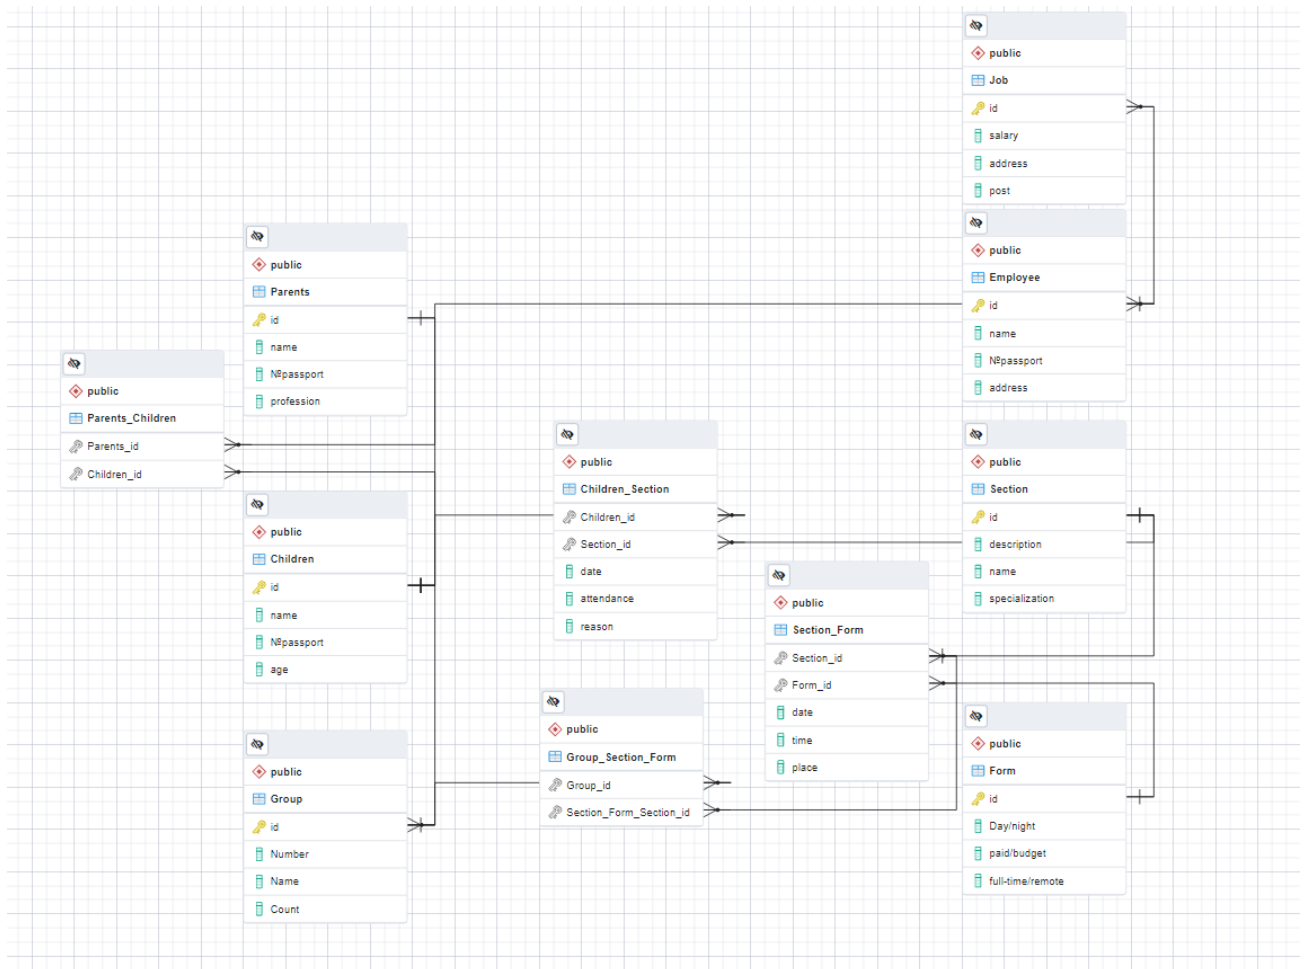 public
Job
id
salary
address
post
public
Employee
id
name
№passport
address
public
Parents
id
name
№passport
profession
public
Parents_Children
Parents_id
Children_id
public
Children
id
name
№passport
age
public
Children_Section
Children_id
Section_id
date
attendance
reason
public
Section
id
description
name
specialization
public
Section_Form
Section_id
Form_id
date
time
place
public
Group_Section_Form
Group_id
Section_Form_Section_id
public
Form
id
Day/night
paid/budget
full-time/remote
public
Group
id
Number
Name
Count